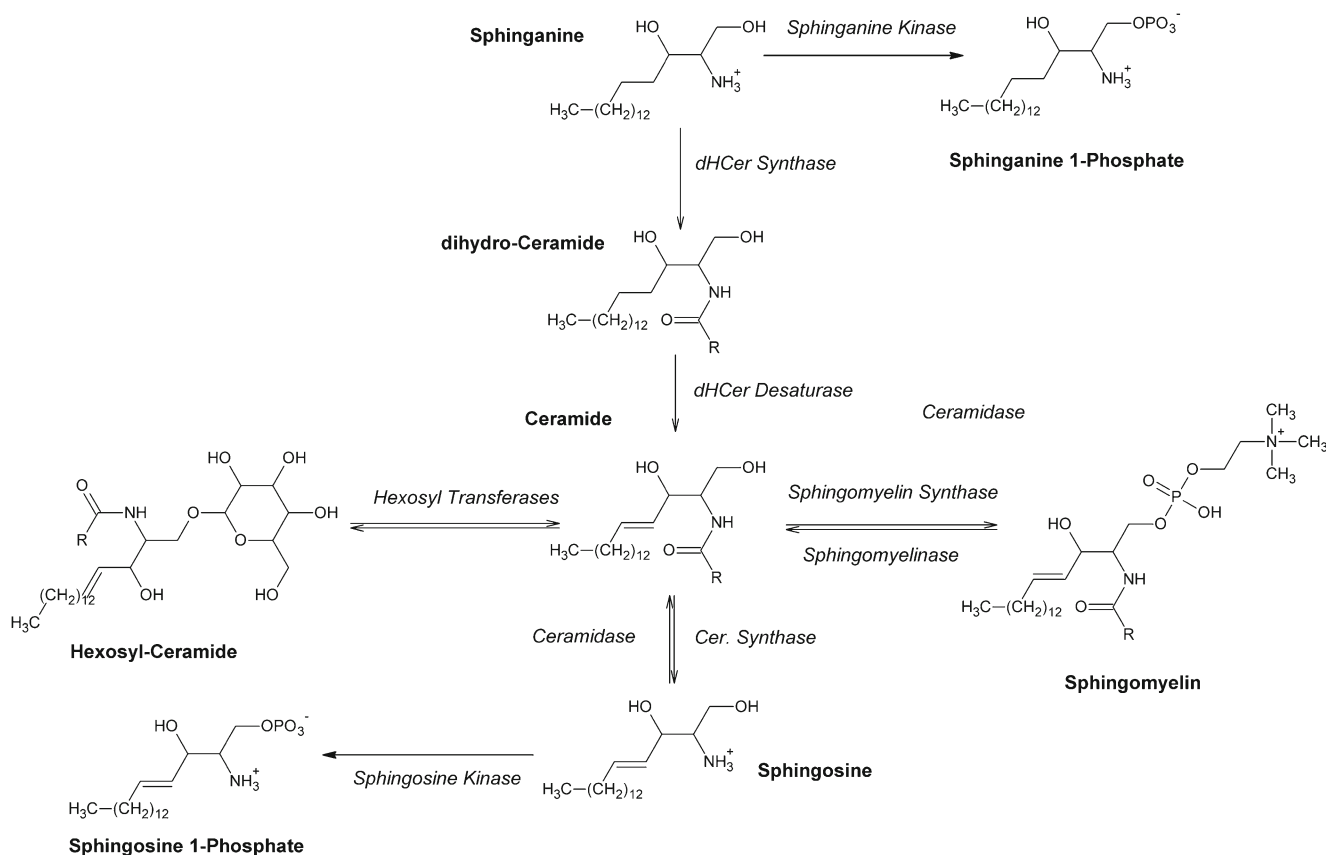 Sphinganine
HO
OH
NH3+
H3C–(CH2)12
Sphinganine Kinase
HO
OPO3-
NH3+
H3C–(CH2)12
Sphinganine 1-Phosphate
dHCer Synthase
dihydro-Ceramide
HO
OH
NH
O
R
H3C–(CH2)12
dHCer Desaturase
Ceramide
Ceramidase
HO
OH
NH
O
R
H3C–(CH2)12
Hexosyl Transferases
O
NH
R
O
HO
OH
OH
O
HO
OH
(CH2)12
H3C
Hexosyl-Ceramide
Sphingomyelin Synthase
Sphingomyelinase
CH3
N+
CH3
CH3
O
O
P
OH
O
HO
NH
O
R
H3C–(CH2)12
Sphingomyelin
Ceramidase
Cer. Synthase
HO
OH
NH3+
H3C–(CH2)12
Sphingosine
Sphingosine Kinase
HO
OPO3-
NH3+
H3C–(CH2)12
Sphingosine 1-Phosphate